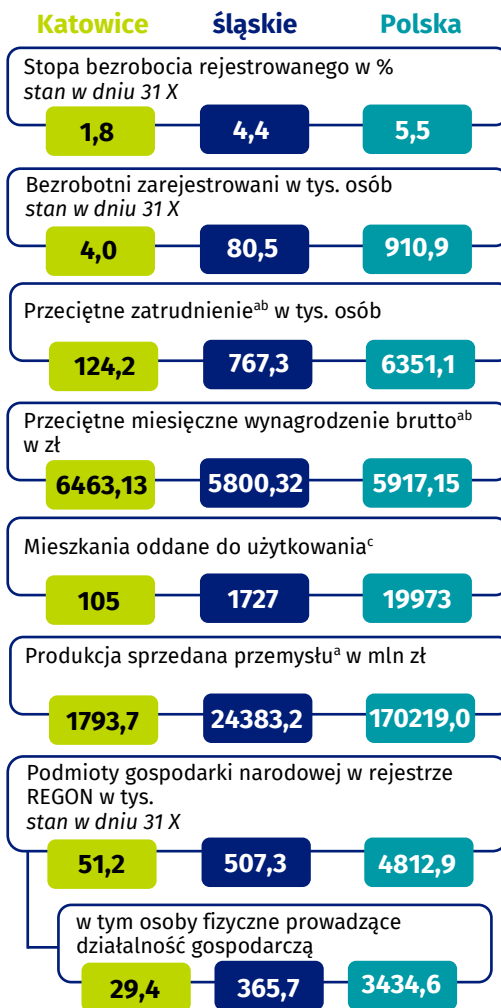 Katowice śląskie Polska
Stopa bezrobocia rejestrowanego w %
stan w dniu 31 X
1,8 4,4 5,5
Bezrobotni zarejestrowani w tys. osób
stan w dniu 31 X
4,0 80,5 910,9
Przeciętne zatrudnienieᵃᵇ w tys. osób
124,2 767,3 6351,1
Przeciętne miesięczne wynagrodzenie bruttoᵃᵇ
w zł
6463,13 5800,32 5917,15
Mieszkania oddane do użytkowaniaᶜ
105 1727 19973
Produkcja sprzedana przemysłuᵃ w mln zł
1793,7 24383,2 170219,0
Podmioty gospodarki narodowej w rejestrze
REGON w tys.
stan w dniu 31 X
51,2 507,3 4812,9
w tym osoby fizyczne prowadzące
działalność gospodarczą
29,4 365,7 3434,6